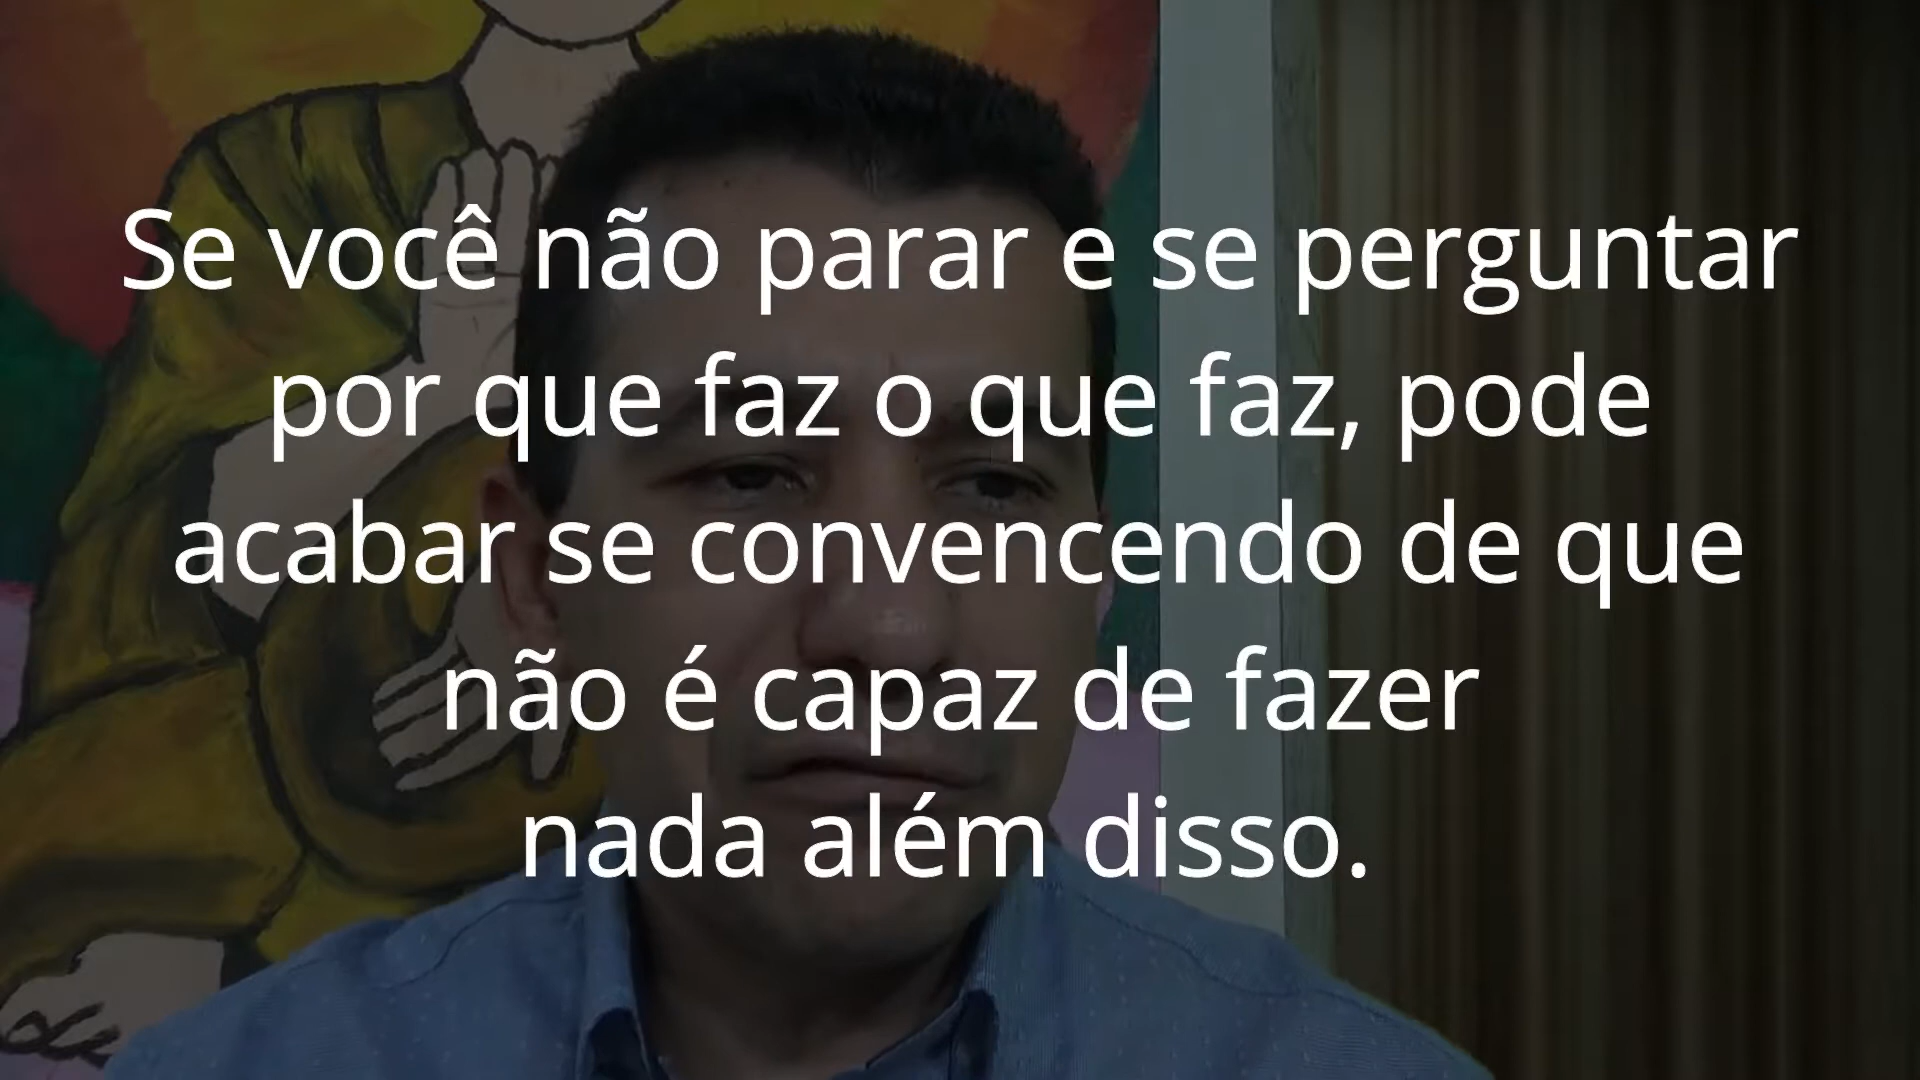 Se você não parar e se perguntar
por que faz o que faz, pode
acabar se convencendo de que
não é capaz de fazer
nada além disso.